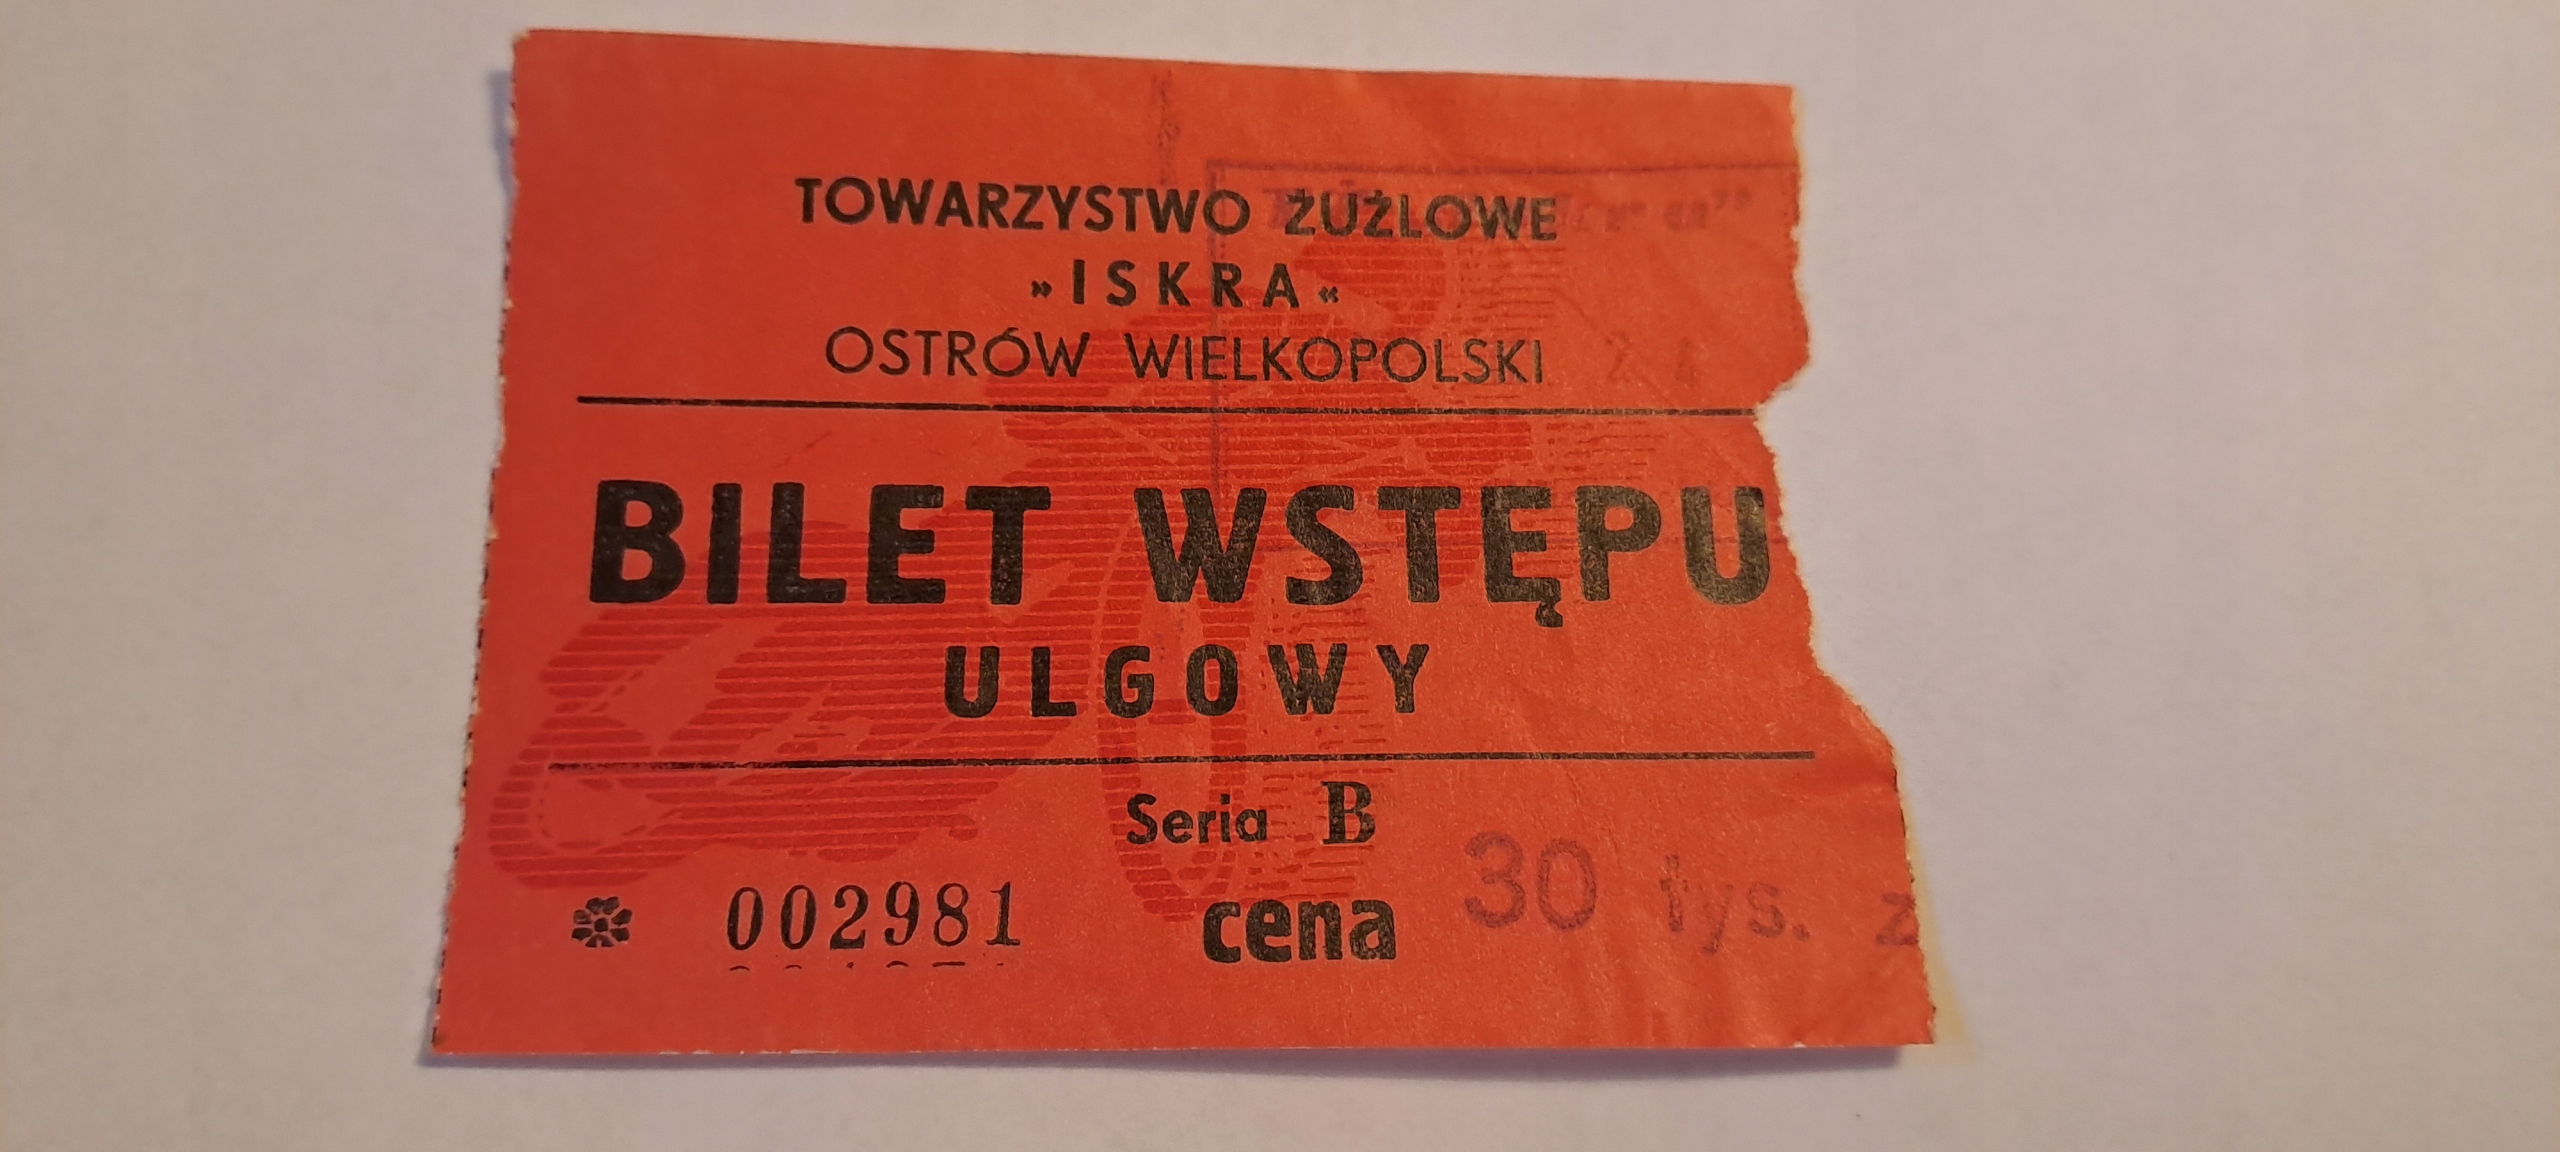 TOWARZYSTWO ŻUŻLOWE
»ISKRA«
OSTRÓW WIELKOPOLSKI
BILET WSTĘPU
ULGOWY
Seria B
002981
cena 30 tys. z